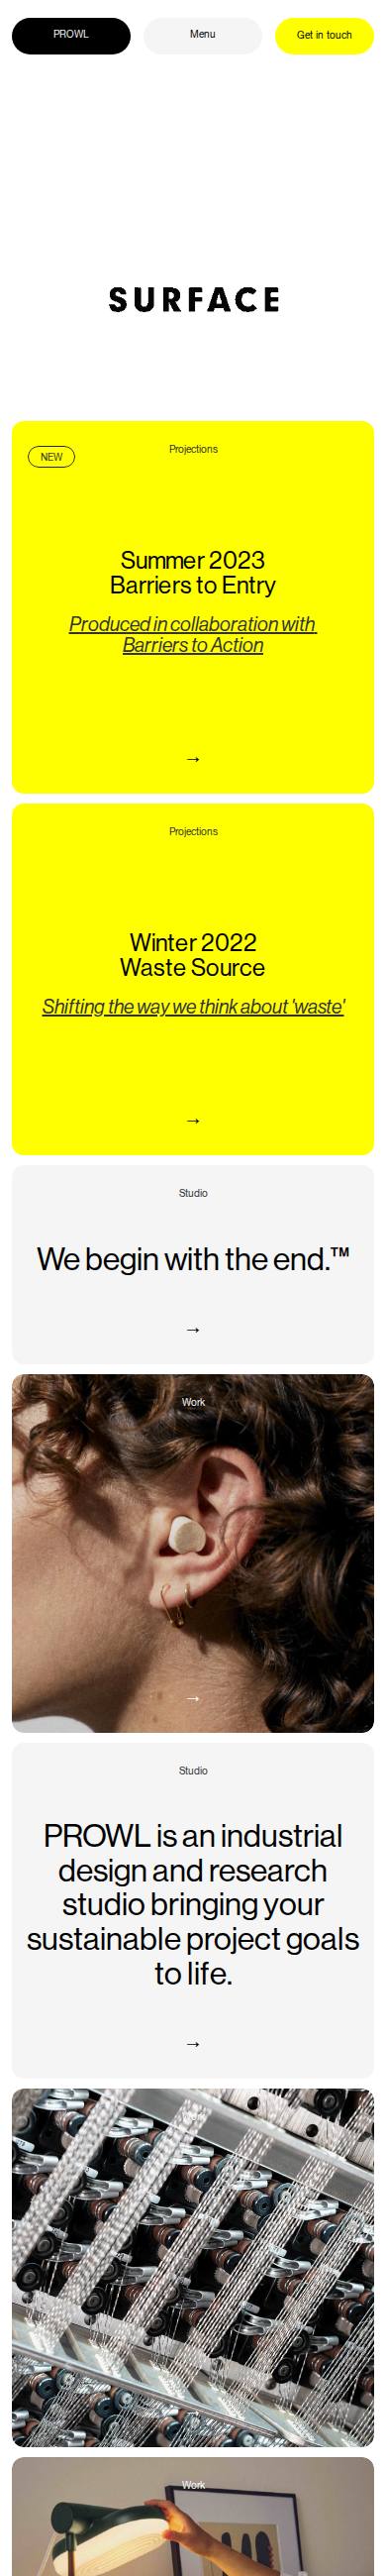 PROWL
Menu
Get in touch
SURFACE
NEW
Projections
Summer 2023
Barriers to Entry
Produced in collaboration with
Barriers to Action
→
Projections
Winter 2022
Waste Source
Shifting the way we think about 'waste'
→
Studio
We begin with the end.™
→
Work
→
Studio
PROWL is an industrial
design and research
studio bringing your
sustainable project goals
to life.
→
Work